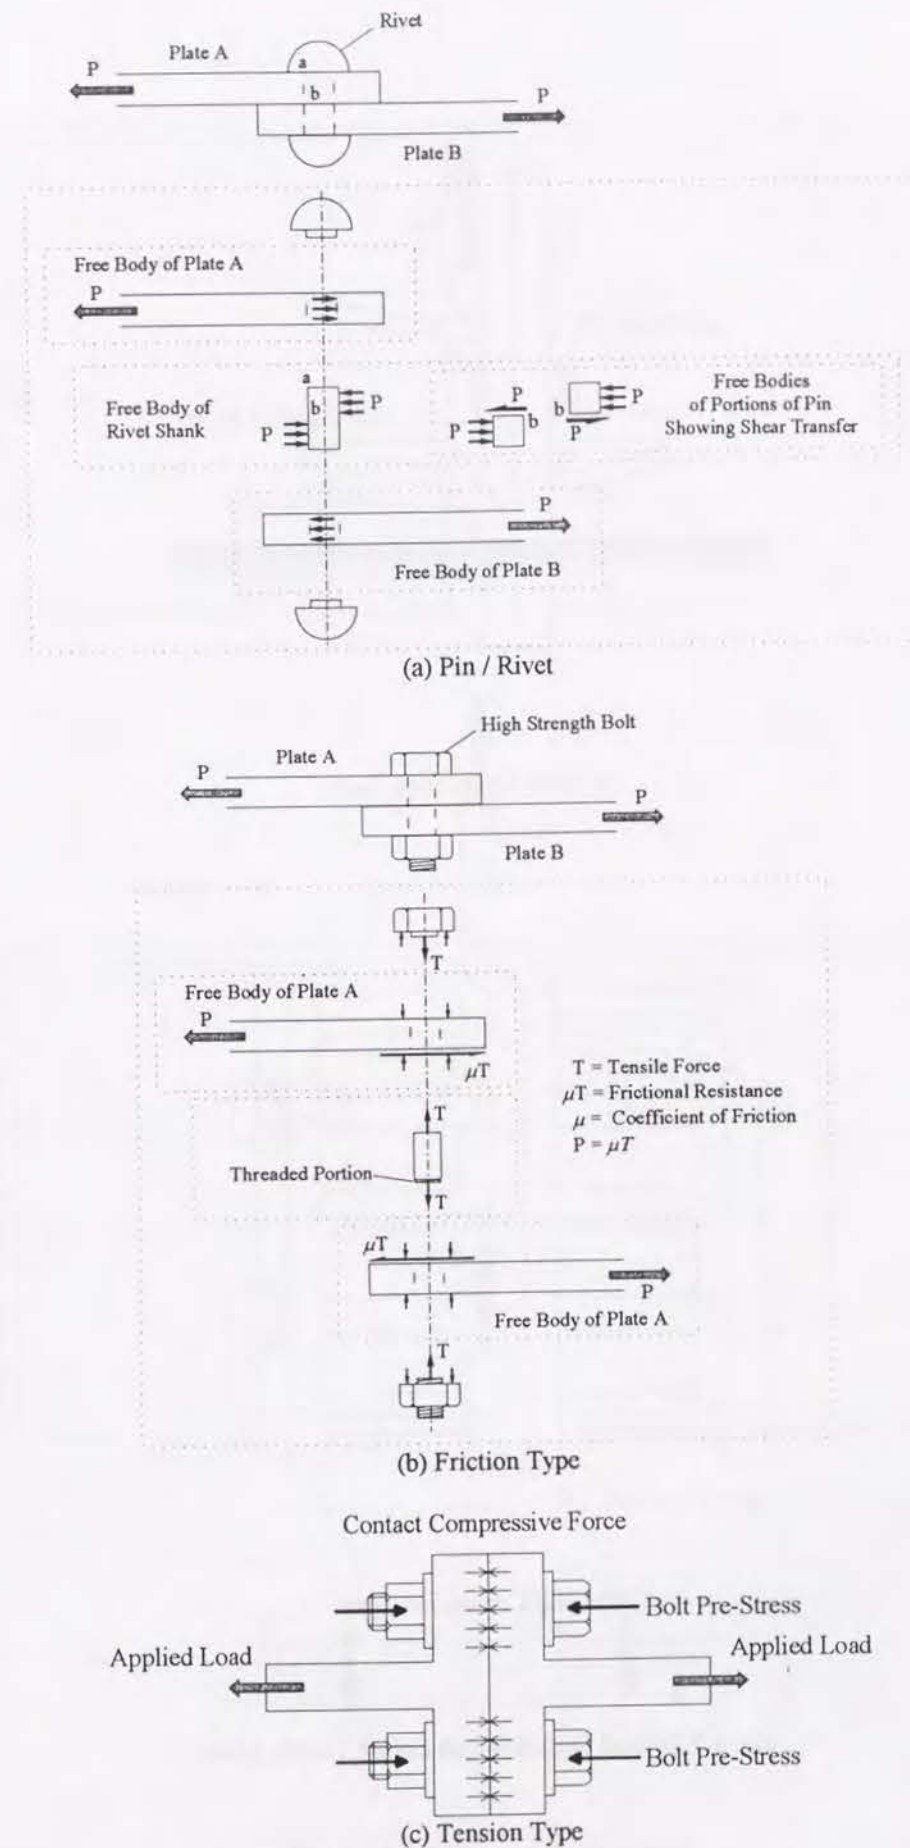 Rivet
Plate A
P
a
b
P
Plate B
Free Body of Plate A
P
Free Body of
Rivet Shank
a
b
P
P
P
b
P
b
P
P
Free Bodies
of Portions of Pin
Showing Shear Transfer
P
Free Body of Plate B
(a) Pin / Rivet
High Strength Bolt
Plate A
P
P
Plate B
T
Free Body of Plate A
P
μT
T = Tensile Force
μT = Frictional Resistance
μ = Coefficient of Friction
P = μT
T
Threaded Portion
T
μT
P
Free Body of Plate A
T
(b) Friction Type
Contact Compressive Force
Bolt Pre-Stress
Applied Load
Applied Load
Bolt Pre-Stress
(c) Tension Type